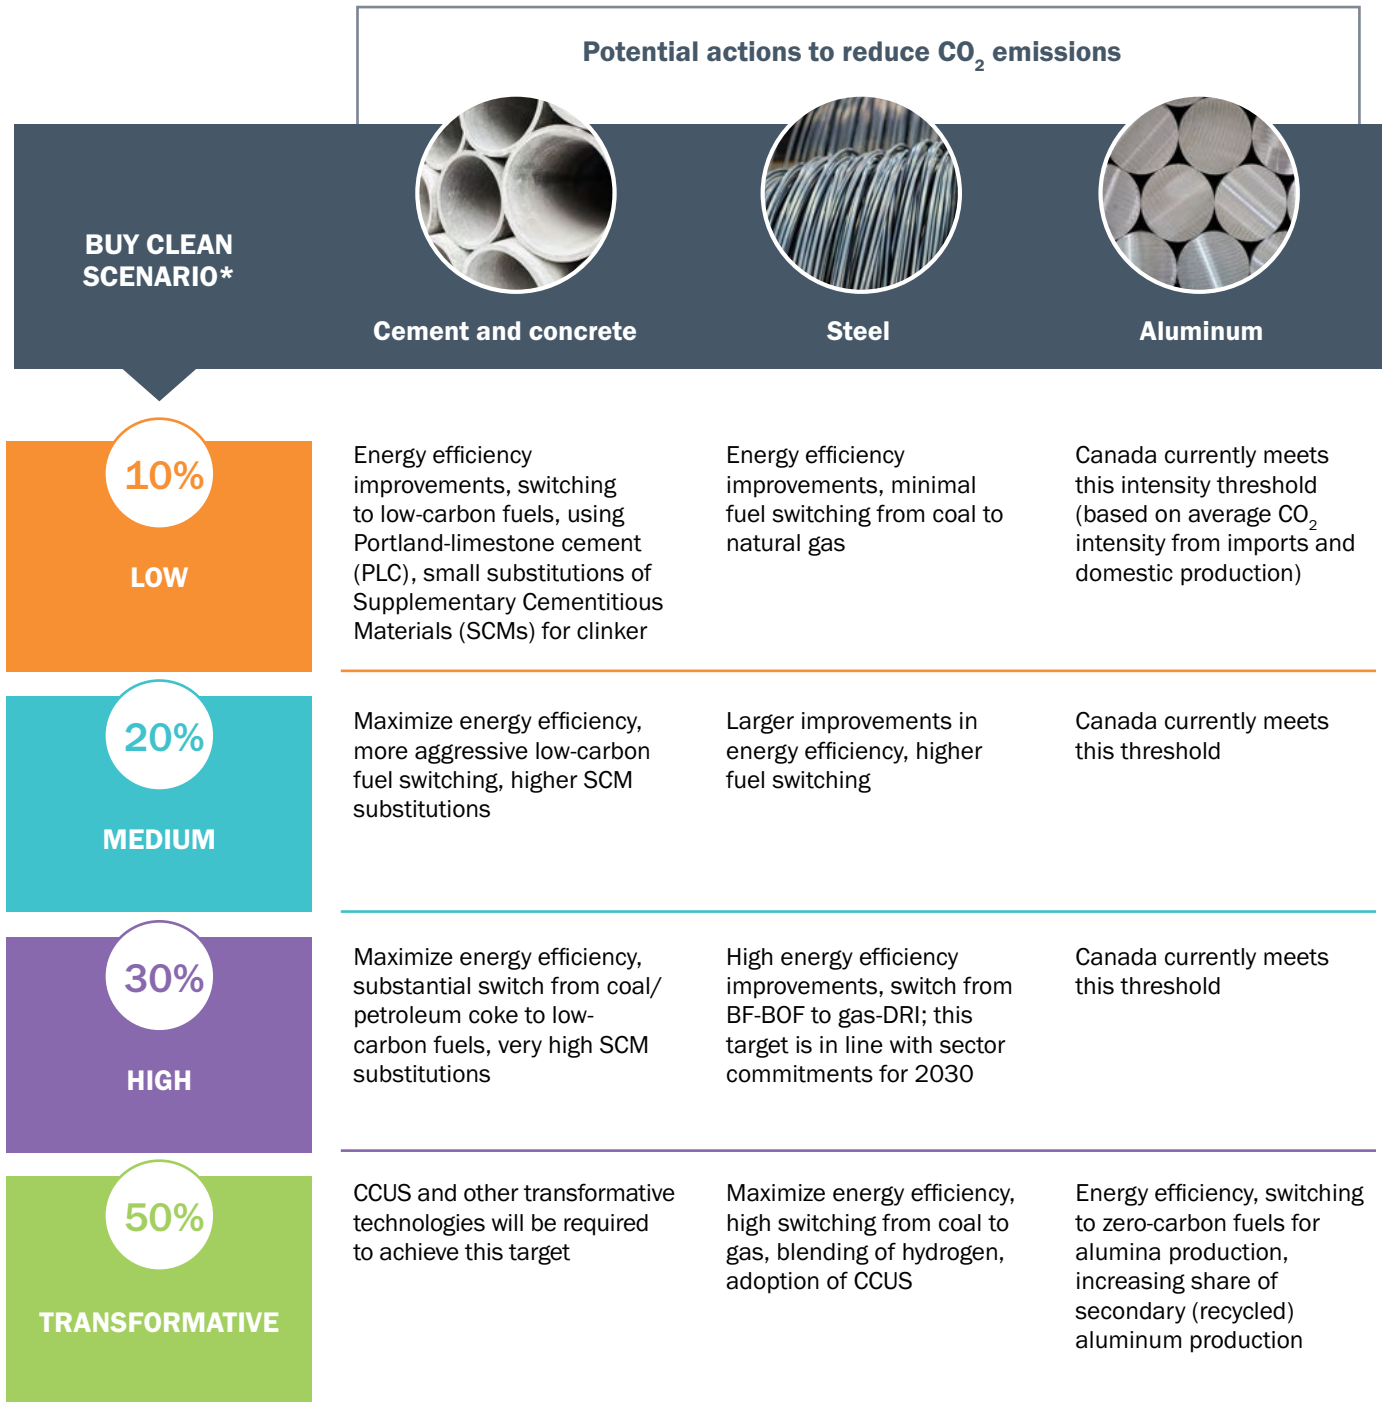 Potential actions to reduce CO2 emissions
BUY CLEAN
SCENARIO*
Cement and concrete
Steel
Aluminum
10%
LOW
Energy efficiency
improvements, switching
to low-carbon fuels, using
Portland-limestone cement
(PLC), small substitutions of
Supplementary Cementitious
Materials (SCMs) for clinker
Energy efficiency
improvements, minimal
fuel switching from coal to
natural gas
Canada currently meets
this intensity threshold
(based on average CO2
intensity from imports and
domestic production)
20%
MEDIUM
Maximize energy efficiency,
more aggressive low-carbon
fuel switching, higher SCM
substitutions
Larger improvements in
energy efficiency, higher
fuel switching
Canada currently meets
this threshold
30%
HIGH
Maximize energy efficiency,
substantial switch from coal/
petroleum coke to low-
carbon fuels, very high SCM
substitutions
High energy efficiency
improvements, switch from
BF-BOF to gas-DRI; this
target is in line with sector
commitments for 2030
Canada currently meets
this threshold
50%
TRANSFORMATIVE
CCUS and other transformative
technologies will be required
to achieve this target
Maximize energy efficiency,
high switching from coal to
gas, blending of hydrogen,
adoption of CCUS
Energy efficiency, switching
to zero-carbon fuels for
alumina production,
increasing share of
secondary (recycled)
aluminum production